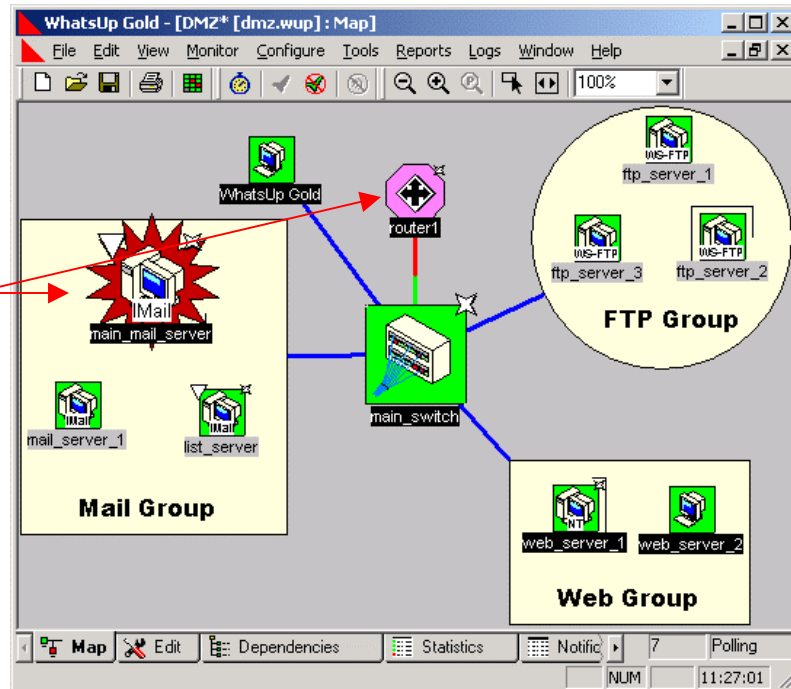 WhatsUp Gold - [DMZ* [dmz.wup] : Map]
File Edit View Monitor Configure Tools Reports Logs Window Help
100%
WhatsUp Gold
router1
WS-FTP
ftp_server_1
WS-FTP
ftp_server_3
WS-FTP
ftp_server_2
FTP Group
IMail
main_mail_server
main_switch
IMail
mail_server_1
IMail
list_server
Mail Group
NT
web_server_1
web_server_2
Web Group
Map Edit Dependencies Statistics Notific 7 Polling
NUM 11:27:01